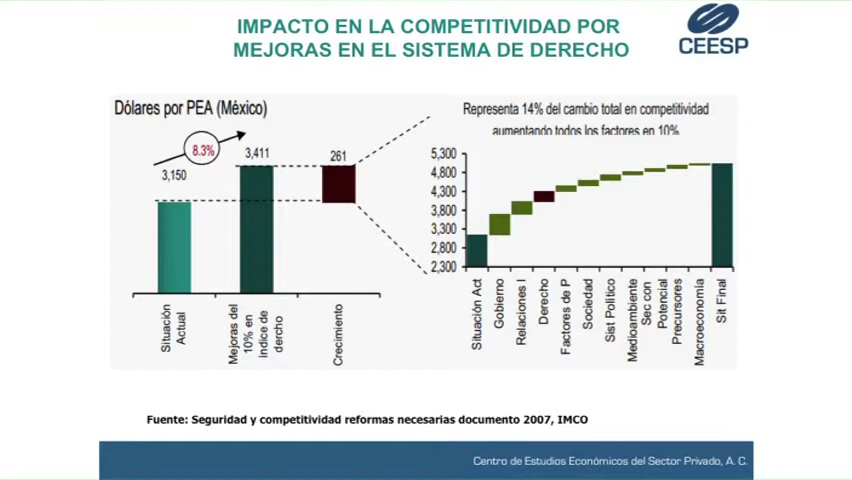 IMPACTO EN LA COMPETITIVIDAD POR
MEJORAS EN EL SISTEMA DE DERECHO
CEESP
Dólares por PEA (México)
8.3%
3,150
3,411
261
Situación
Actual
Mejoras del
10% en
índice de
dercho
Crecimiento
Representa 14% del cambio total en competitividad
aumentando todos los factores en 10%
5,300
4,800
4,300
3,800
3,300
2,800
2,300
Situación Act
Gobierno
Relaciones I
Derecho
Factores de P
Sociedad
Sist Político
Medioambiente
Sec con
Potencial
Precursores
Macroeconomía
Sit Final
Fuente: Seguridad y competitividad reformas necesarias documento 2007, IMCO
Centro de Estudios Económicos del Sector Privado, A. C.